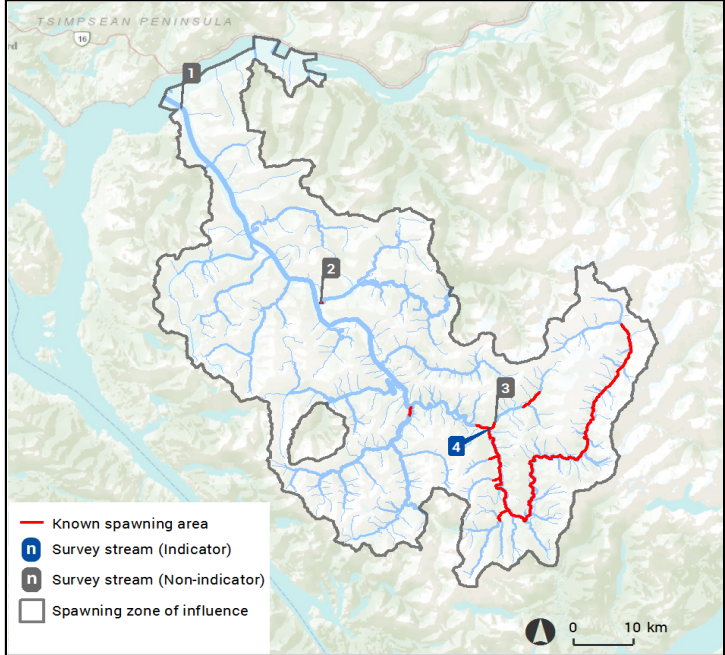 TSIMPSEAN PENINSULA
rd
16
1
2
3
4
Known spawning area
n Survey stream (Indicator)
n Survey stream (Non-indicator)
Spawning zone of influence
0 10 km